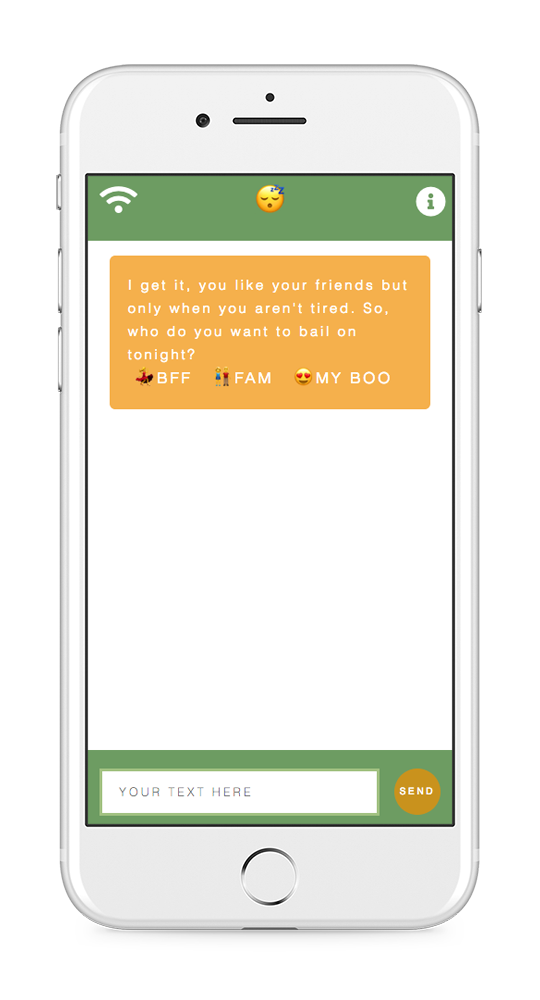 I get it, you like your friends but
only when you aren't tired. So,
who do you want to bail on
tonight?
💃BFF 👫FAM 😍MY BOO
YOUR TEXT HERE
SEND